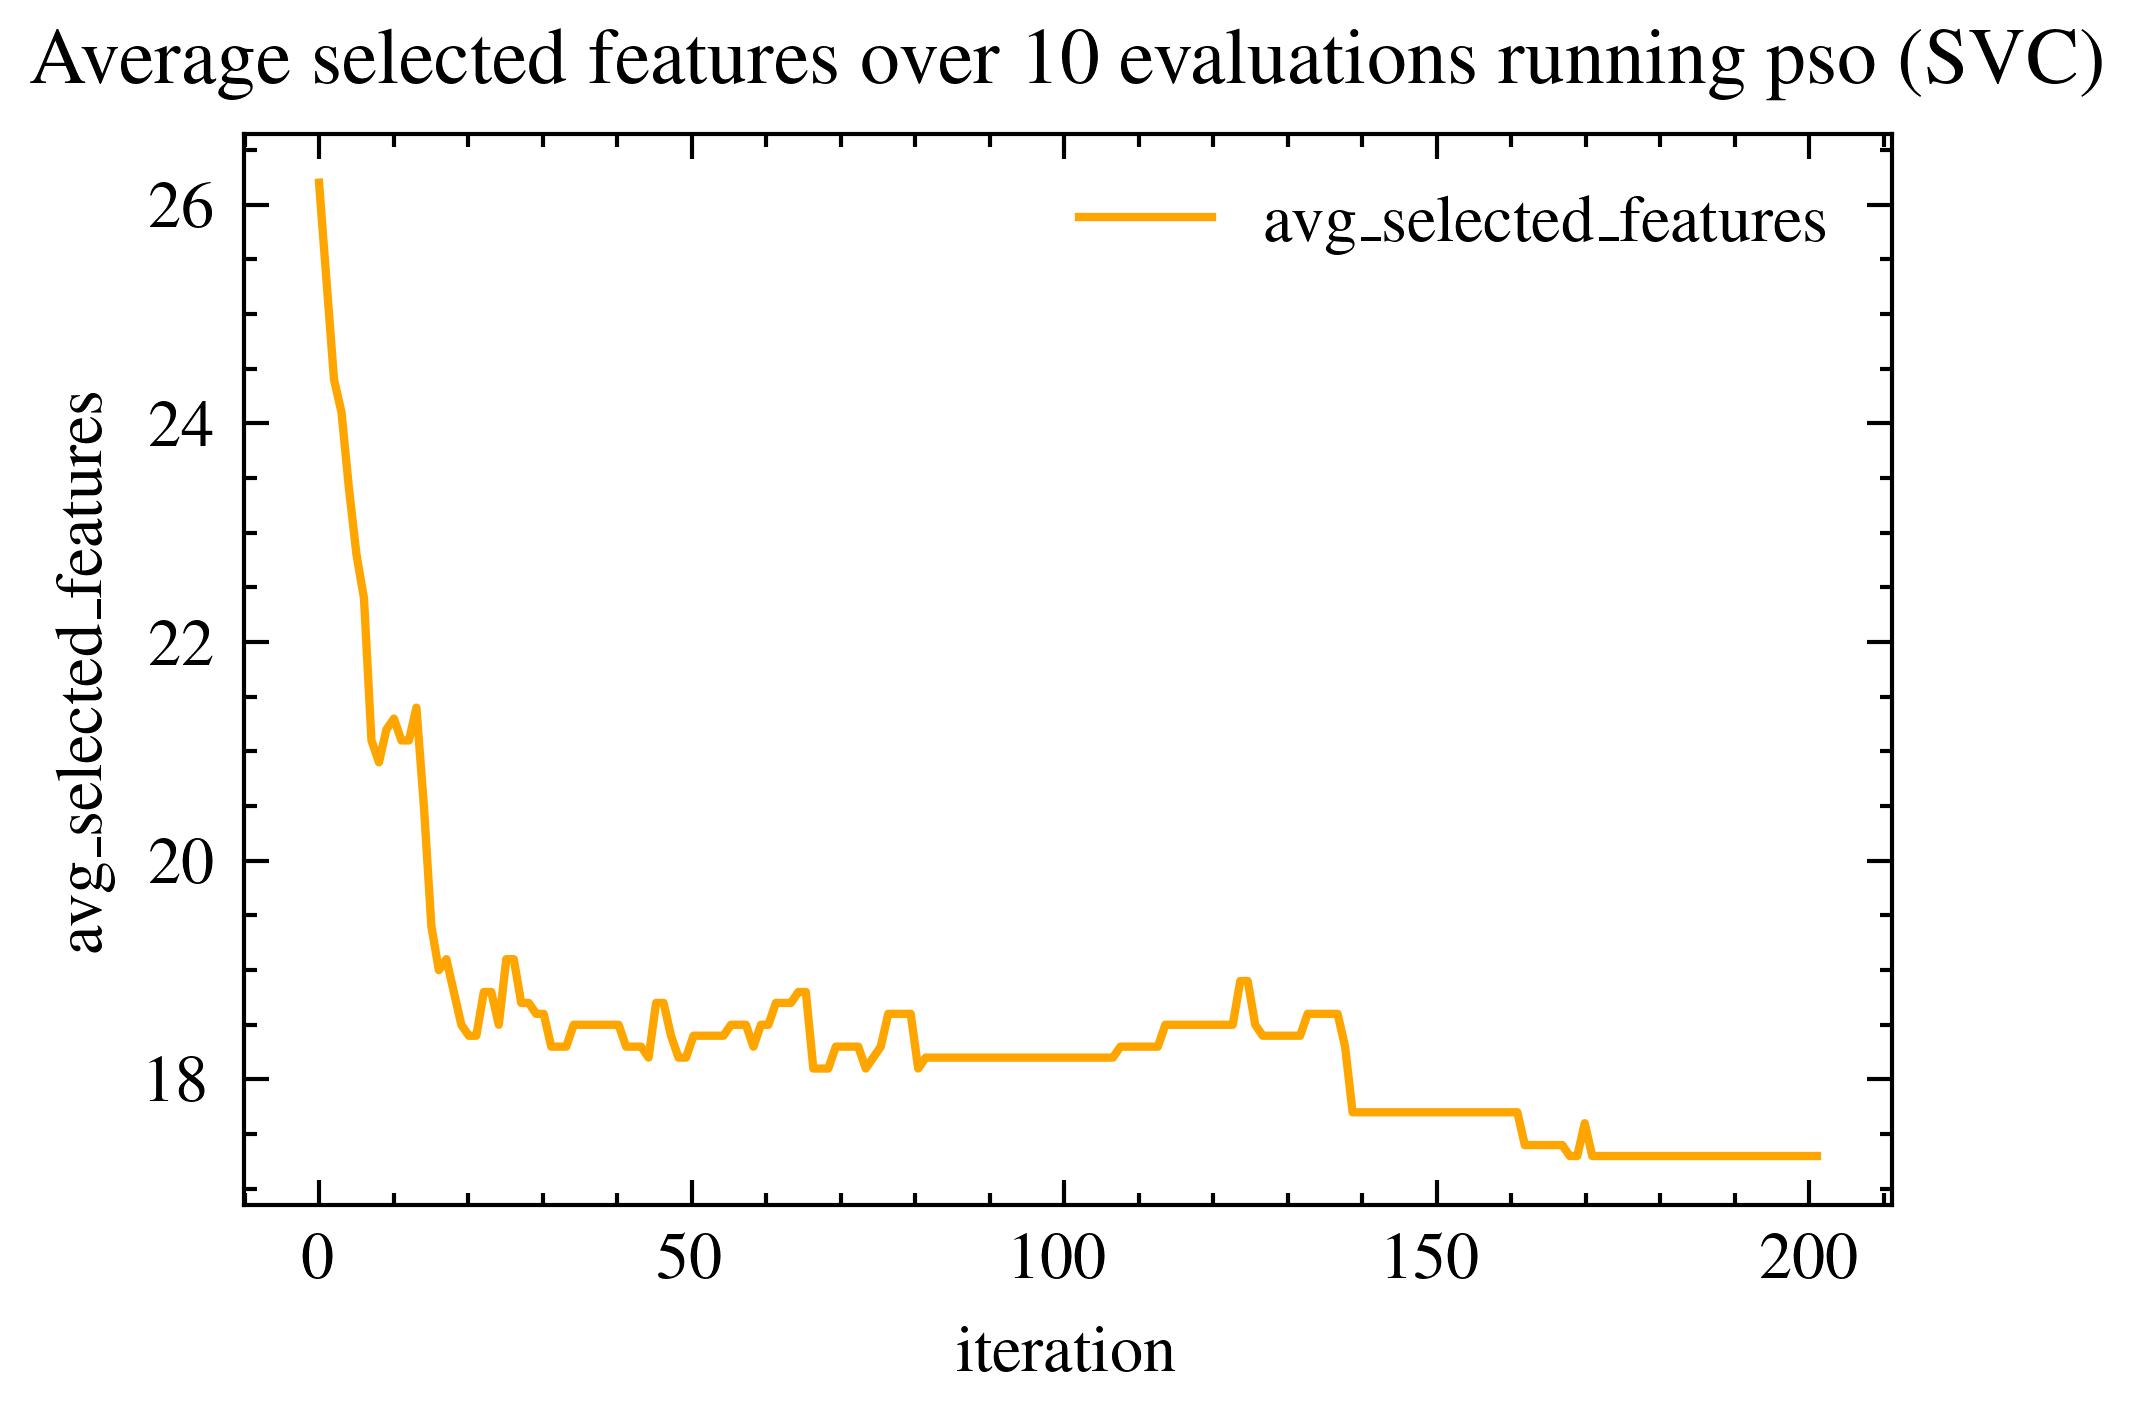 Average selected features over 10 evaluations running pso (SVC)
avg_selected_features
26
24
22
20
18
avg_selected_features
0 50 100 150 200
iteration